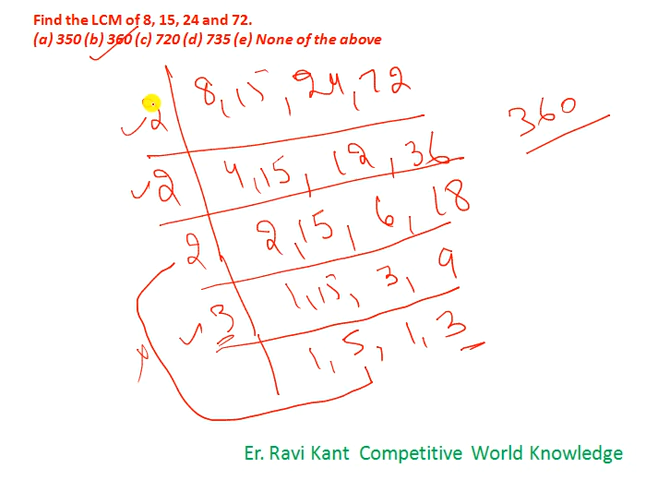 Find the LCM of 8, 15, 24 and 72.
(a) 350 (b) 360 (c) 720 (d) 735 (e) None of the above
2 8, 15, 24, 72
360
2 4, 15, 12, 36
2 2, 15, 6, 18
3 1, 15, 3, 9
1, 5, 1, 3
Er. Ravi Kant Competitive World Knowledge